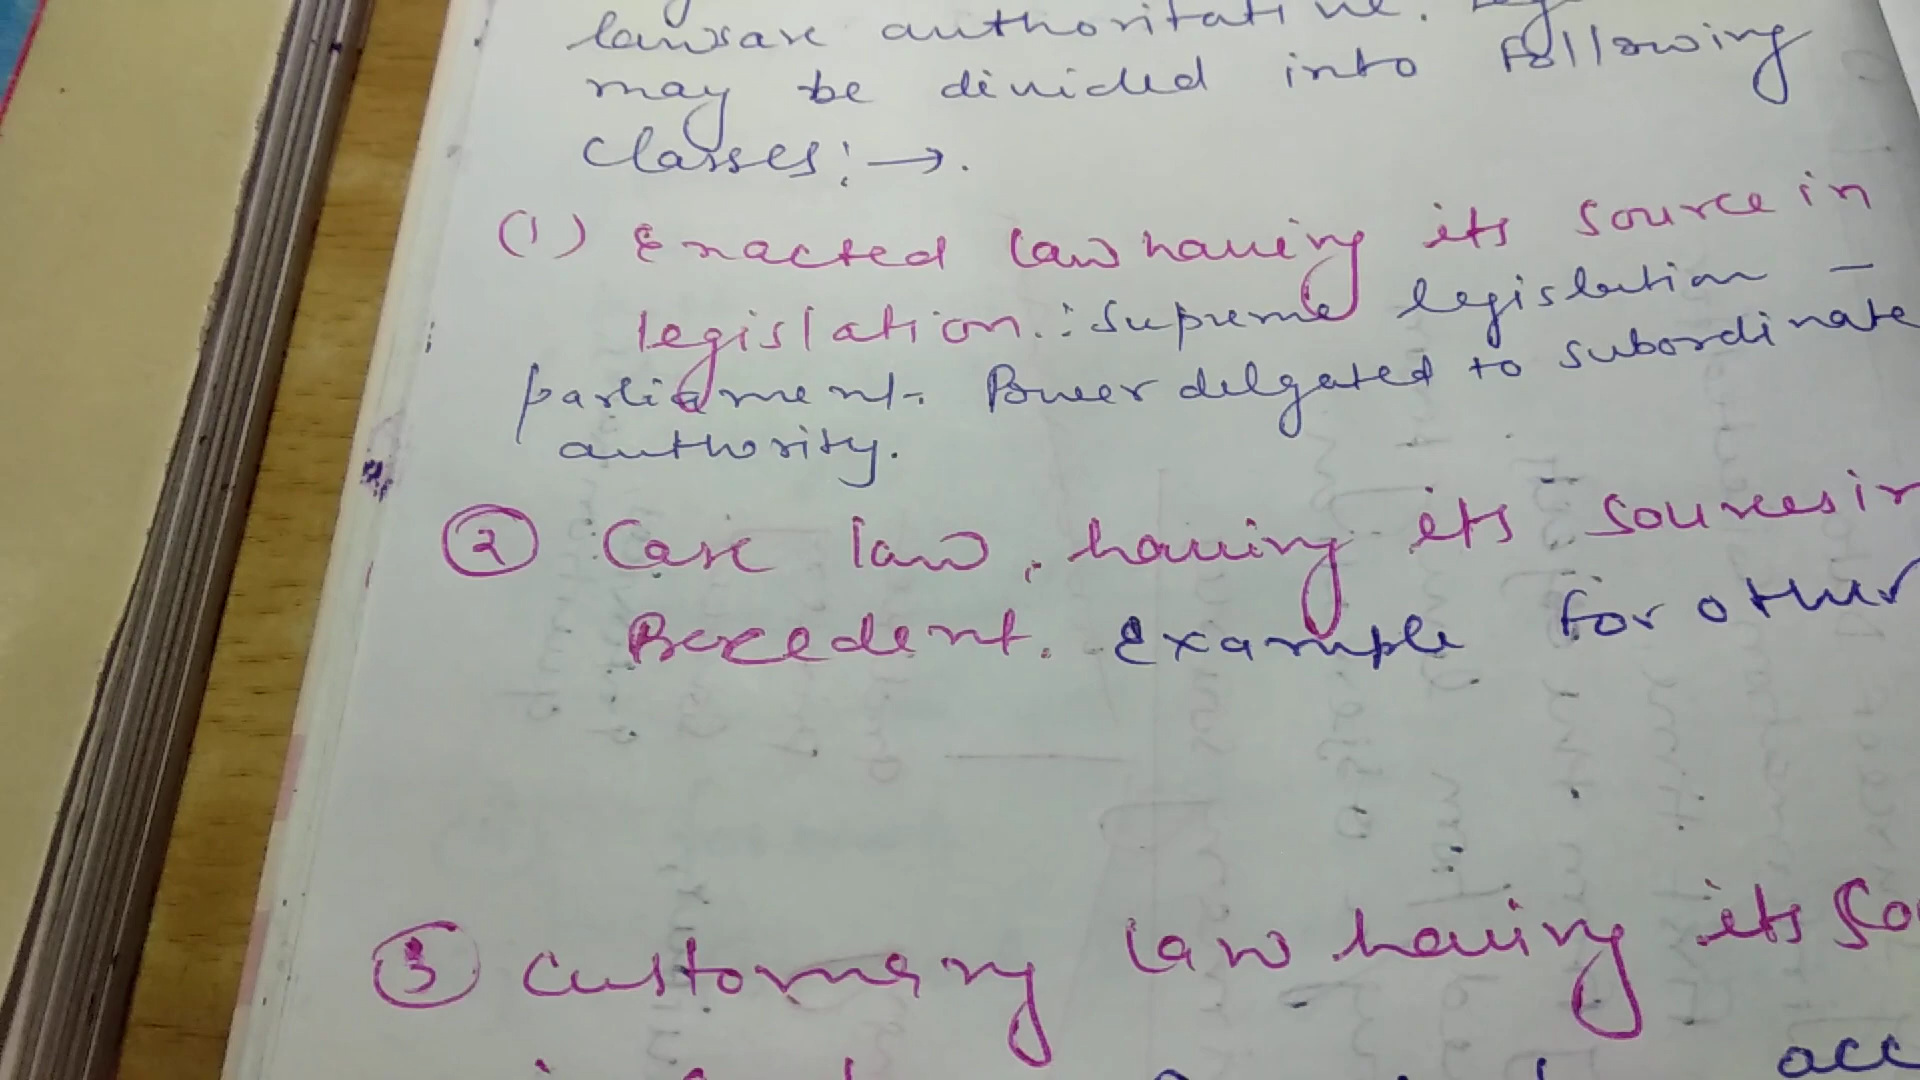 laws are authoritative.
may be divided into following
classes:→.
(1) Enacted law having its source in
legislation.: Supreme legislation –
parliament. Power delgated to subordinate
authority.
2 Case law, having its sources in
Precedent. Example for other
3 Customary law having its So
acc